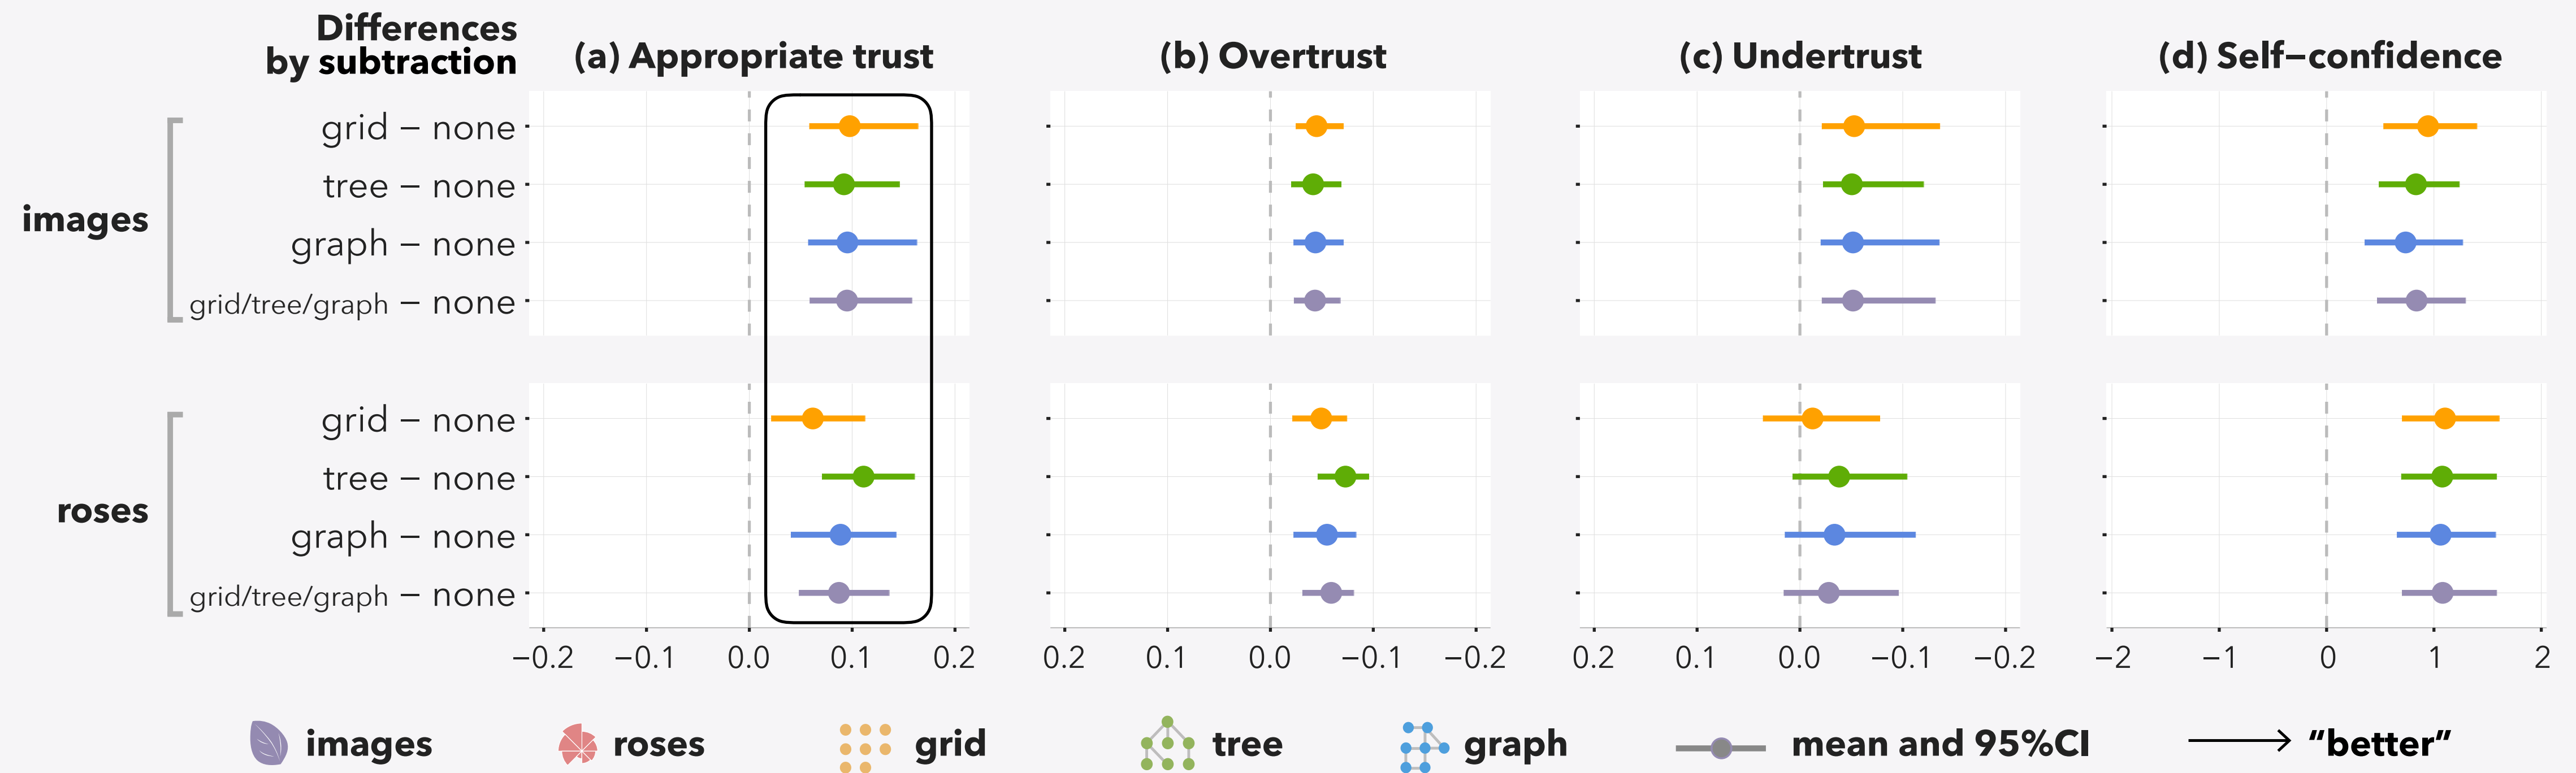 Differences
by subtraction
(a) Appropriate trust
(b) Overtrust
(c) Undertrust
(d) Self−confidence
images
grid − none
tree − none
graph − none
grid/tree/graph − none
roses
grid − none
tree − none
graph − none
grid/tree/graph − none
−0.2 −0.1 0.0 0.1 0.2
0.2 0.1 0.0 −0.1 −0.2
0.2 0.1 0.0 −0.1 −0.2
−2 −1 0 1 2
images
roses
grid
tree
graph
mean and 95%CI
“better”